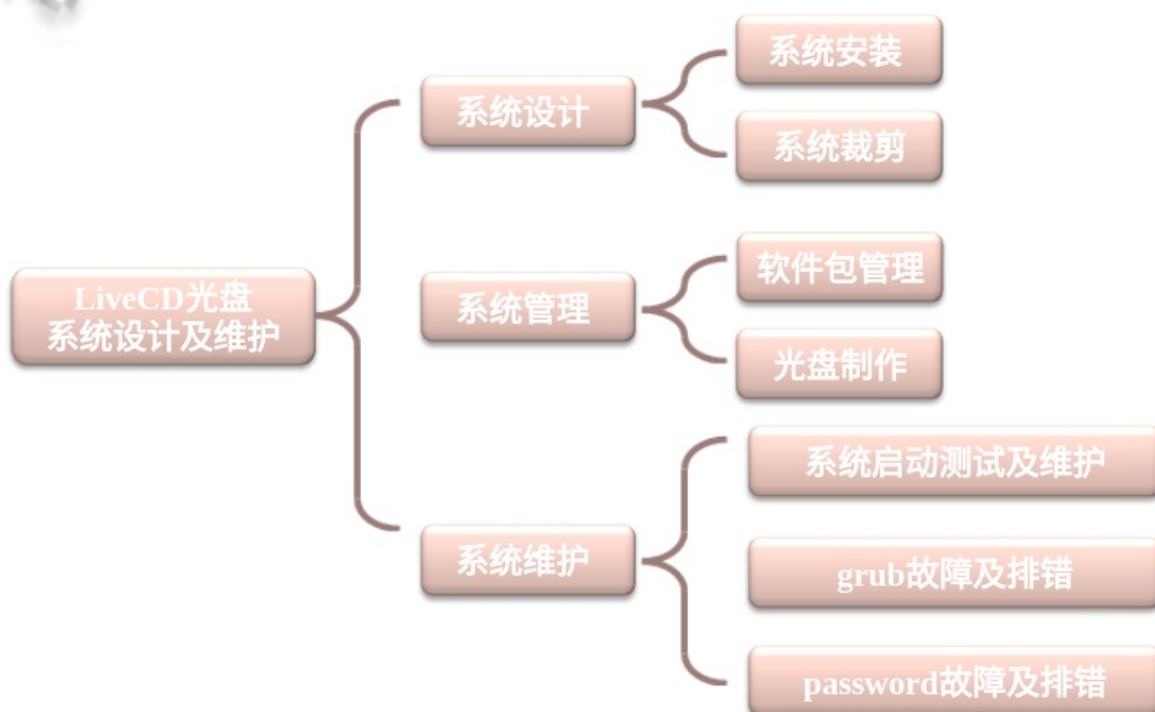 LiveCD光盘
系统设计及维护
系统设计
系统安装
系统裁剪
系统管理
软件包管理
光盘制作
系统维护
系统启动测试及维护
grub故障及排错
password故障及排错